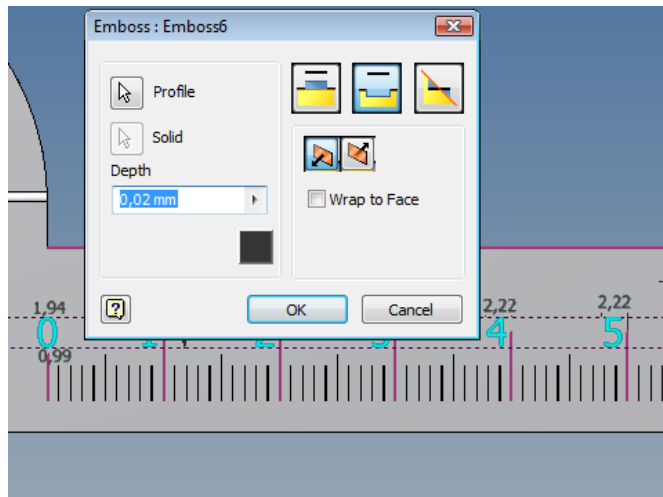 Emboss : Emboss6
Profile
Solid
Depth
0,02 mm
Wrap to Face
OK
Cancel
1,94
2,22
2,22
0 1 2 3 4 5
0,99